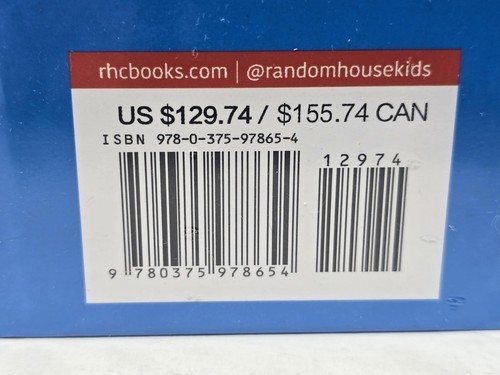 rhcbooks.com | @randomhousekids
US $129.74 / $155.74 CAN
ISBN 978-0-375-97865-4
12974
9 780375 978654